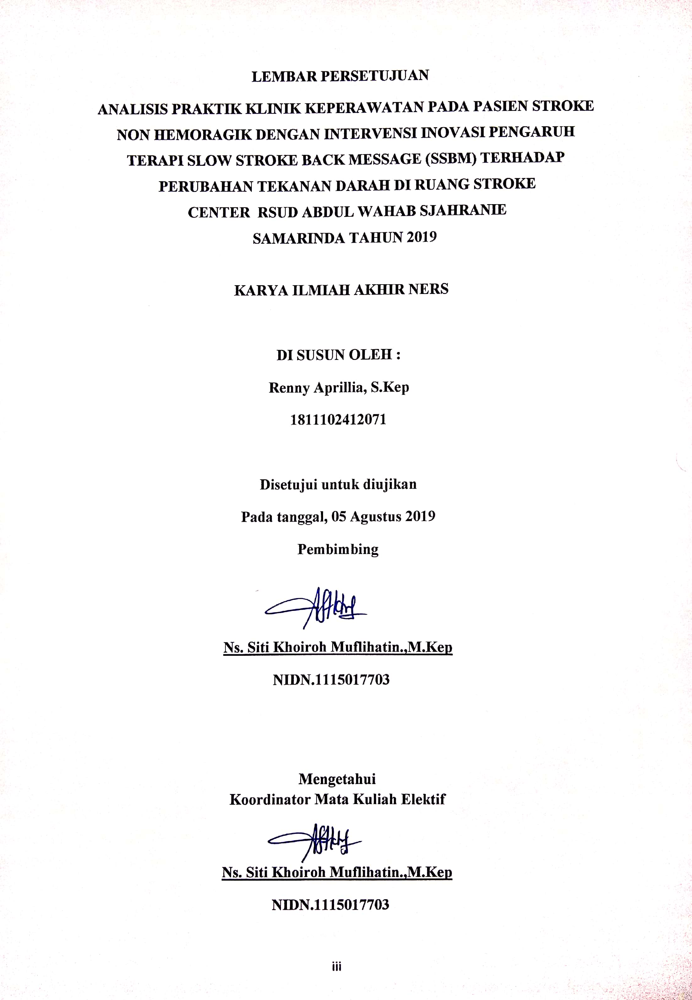 LEMBAR PERSETUJUAN
ANALISIS PRAKTIK KLINIK KEPERAWATAN PADA PASIEN STROKE
NON HEMORAGIK DENGAN INTERVENSI INOVASI PENGARUH
TERAPI SLOW STROKE BACK MESSAGE (SSBM) TERHADAP
PERUBAHAN TEKANAN DARAH DI RUANG STROKE
CENTER RSUD ABDUL WAHAB SJAHRANIE
SAMARINDA TAHUN 2019
KARYA ILMIAH AKHIR NERS
DI SUSUN OLEH :
Renny Aprillia, S.Kep
1811102412071
Disetujui untuk diujikan
Pada tanggal, 05 Agustus 2019
Pembimbing
Ns. Siti Khoiroh Muflihatin.,M.Kep
NIDN.1115017703
Mengetahui
Koordinator Mata Kuliah Elektif
Ns. Siti Khoiroh Muflihatin.,M.Kep
NIDN.1115017703
iii